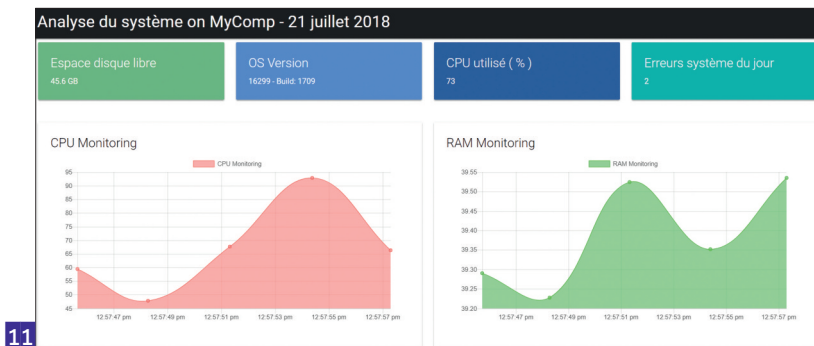 Analyse du système on MyComp - 21 juillet 2018
Espace disque libre
45.6 GB
OS Version
16299 - Build: 1709
CPU utilisé ( % )
73
Erreurs système du jour
2
CPU Monitoring
CPU Monitoring
95
90
85
80
75
70
65
60
55
50
45
12:57:47 pm 12:57:49 pm 12:57:51 pm 12:57:53 pm 12:57:55 pm 12:57:57 pm
RAM Monitoring
RAM Monitoring
39.55
39.50
39.45
39.40
39.35
39.30
39.25
39.20
12:57:47 pm 12:57:49 pm 12:57:51 pm 12:57:53 pm 12:57:55 pm 12:57:57 pm
11